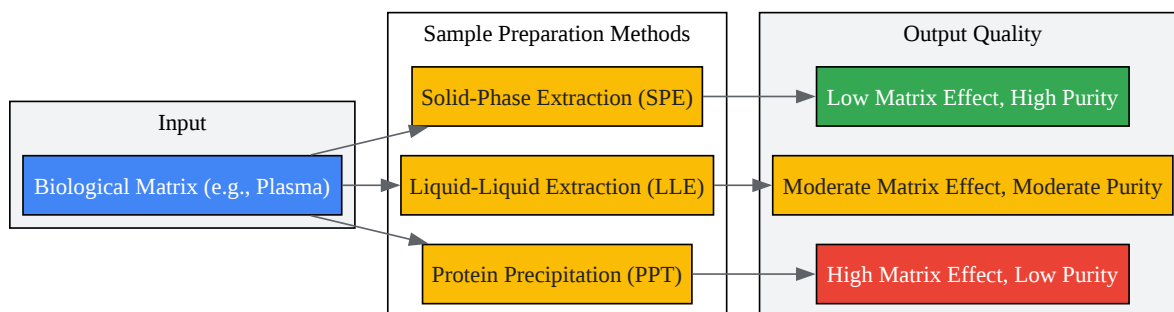 Input
Biological Matrix (e.g., Plasma)
Sample Preparation Methods
Solid-Phase Extraction (SPE)
Liquid-Liquid Extraction (LLE)
Protein Precipitation (PPT)
Output Quality
Low Matrix Effect, High Purity
Moderate Matrix Effect, Moderate Purity
High Matrix Effect, Low Purity